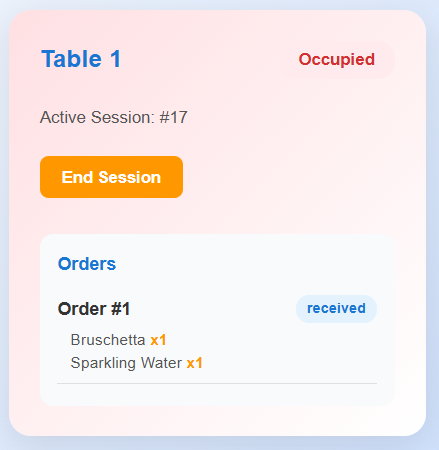 Table 1
Occupied
Active Session: #17
End Session
Orders
Order #1
received
Bruschetta x1
Sparkling Water x1